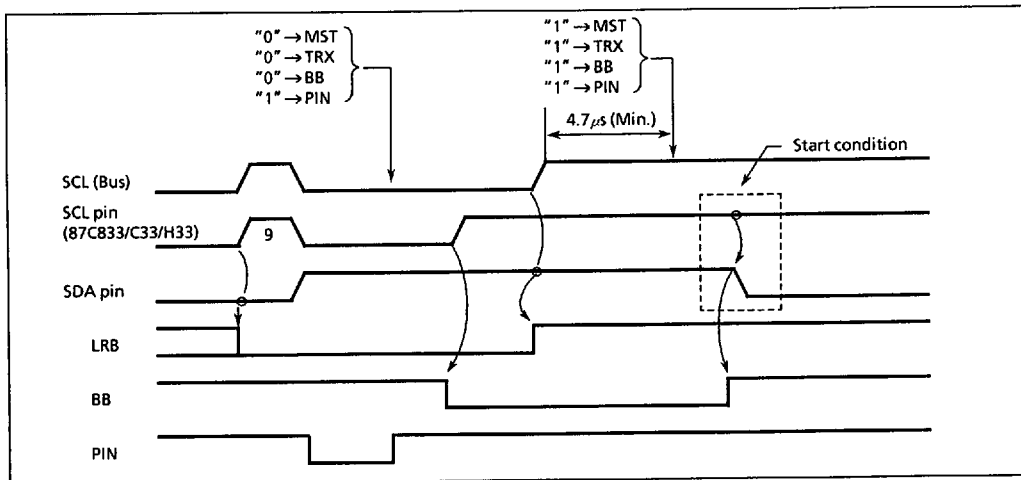 "0" → MST
"0" → TRX
"0" → BB
"1" → PIN
"1" → MST
"1" → TRX
"1" → BB
"1" → PIN
4.7μs (Min.)
Start condition
SCL (Bus)
SCL pin
(87C833/C33/H33)
9
SDA pin
LRB
BB
PIN